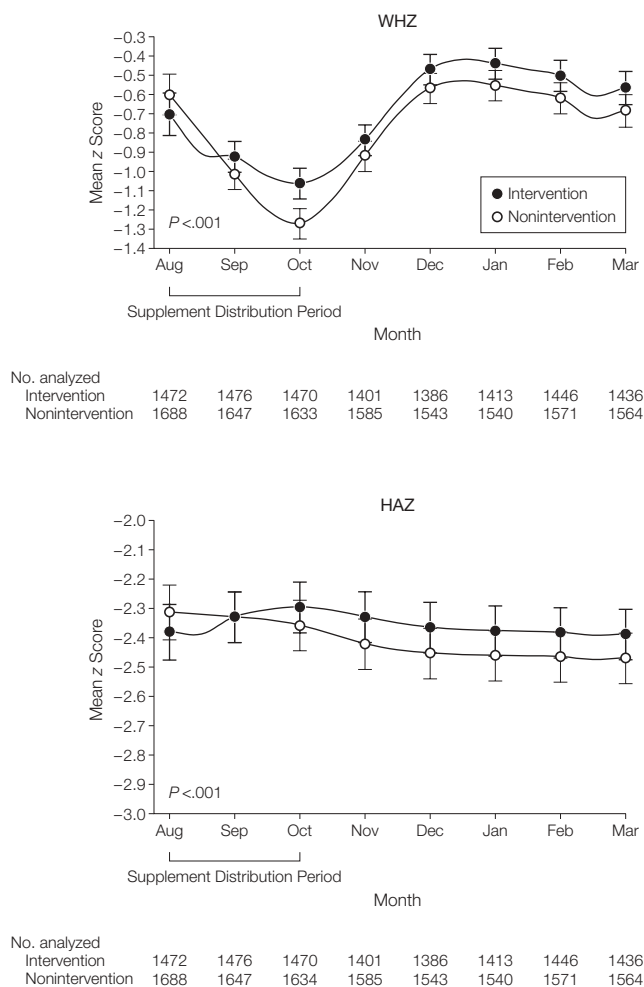 WHZ
−0.3
−0.4
−0.5
−0.6
−0.7
−0.8
−0.9
−1.0
−1.1
−1.2
−1.3
−1.4
Mean z Score
P<.001
Intervention
Nonintervention
Aug Sep Oct Nov Dec Jan Feb Mar
Supplement Distribution Period
Month
No. analyzed
Intervention 1472 1476 1470 1401 1386 1413 1446 1436
Nonintervention 1688 1647 1633 1585 1543 1540 1571 1564
HAZ
−2.0
−2.1
−2.2
−2.3
−2.4
−2.5
−2.6
−2.7
−2.8
−2.9
−3.0
Mean z Score
P<.001
Aug Sep Oct Nov Dec Jan Feb Mar
Supplement Distribution Period
Month
No. analyzed
Intervention 1472 1476 1470 1401 1386 1413 1446 1436
Nonintervention 1688 1647 1634 1585 1543 1540 1571 1564